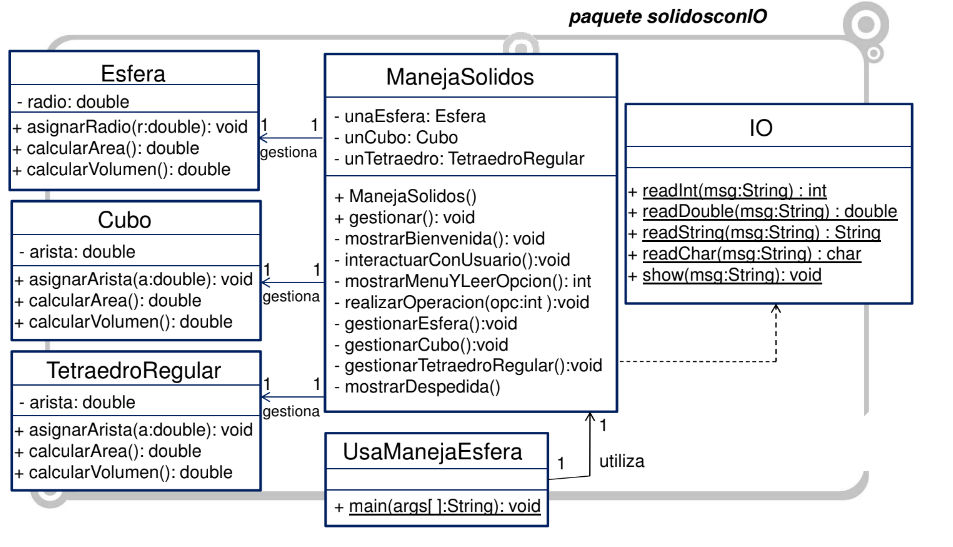 paquete solidosconIO
Esfera
- radio: double
+ asignarRadio(r:double): void
+ calcularArea(): double
+ calcularVolumen(): double
1 1
gestiona
Cubo
- arista: double
+ asignarArista(a:double): void
+ calcularArea(): double
+ calcularVolumen(): double
1 1
gestiona
TetraedroRegular
- arista: double
+ asignarArista(a:double): void
+ calcularArea(): double
+ calcularVolumen(): double
1 1
gestiona
ManejaSolidos
- unaEsfera: Esfera
- unCubo: Cubo
- unTetraedro: TetraedroRegular
+ ManejaSolidos()
+ gestionar(): void
- mostrarBienvenida(): void
- interactuarConUsuario():void
- mostrarMenuYLeerOpcion(): int
- realizarOperacion(opc:int ):void
- gestionarEsfera():void
- gestionarCubo():void
- gestionarTetraedroRegular():void
- mostrarDespedida()
IO
+ readInt(msg:String) : int
+ readDouble(msg:String) : double
+ readString(msg:String) : String
+ readChar(msg:String) : char
+ show(msg:String): void
UsaManejaEsfera
+ main(args[ ]:String): void
1
1
utiliza